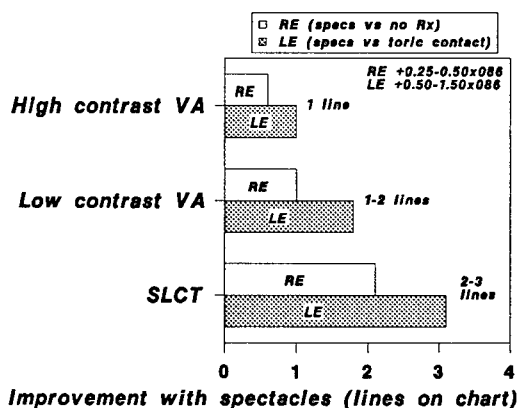 RE (specs vs no Rx)
LE (specs vs toric contact)
RE +0.25-0.50x086
LE +0.50-1.50x086
High contrast VA
RE
LE
1 line
Low contrast VA
RE
LE
1-2 lines
SLCT
RE
LE
2-3
lines
0 1 2 3 4
Improvement with spectacles (lines on chart)